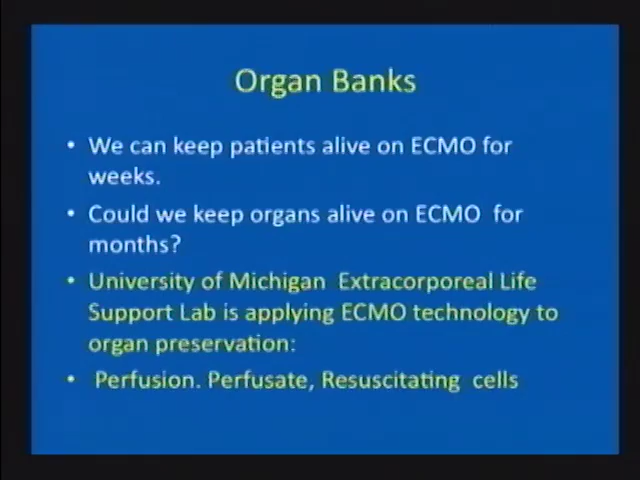 Organ Banks
• We can keep patients alive on ECMO for
weeks.
• Could we keep organs alive on ECMO  for
months?
• University of Michigan  Extracorporeal Life
Support Lab is applying ECMO technology to
organ preservation:
•  Perfusion. Perfusate, Resuscitating  cells